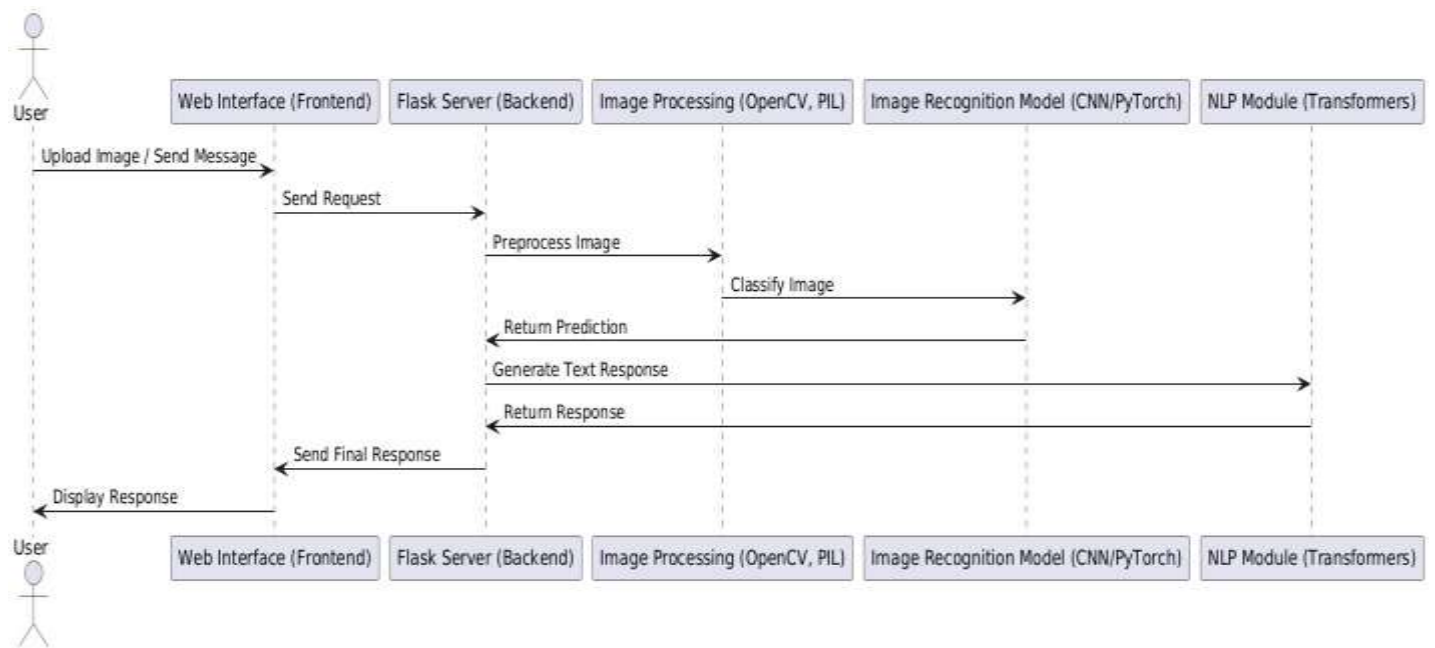 User
Web Interface (Frontend)
Flask Server (Backend)
Image Processing (OpenCV, PIL)
Image Recognition Model (CNN/PyTorch)
NLP Module (Transformers)
Upload Image / Send Message
Send Request
Preprocess Image
Classify Image
Return Prediction
Generate Text Response
Return Response
Send Final Response
Display Response
User
Web Interface (Frontend)
Flask Server (Backend)
Image Processing (OpenCV, PIL)
Image Recognition Model (CNN/PyTorch)
NLP Module (Transformers)